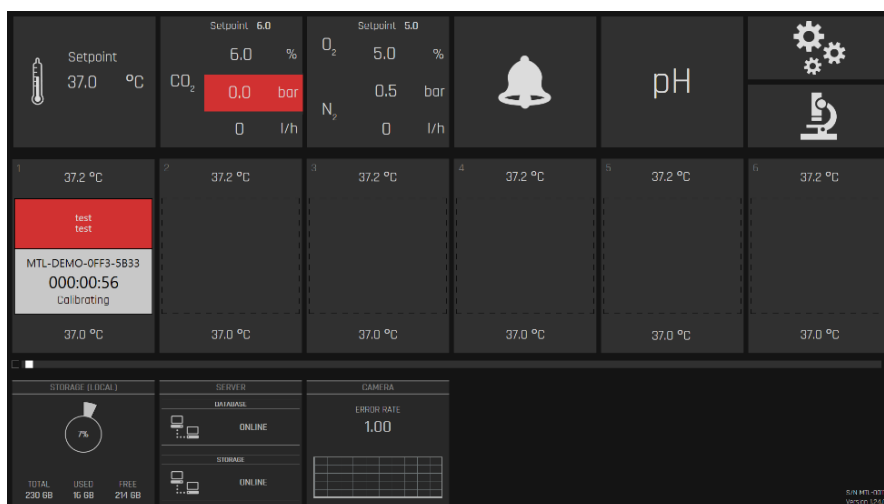 Setpoint
37.0 °C
Setpoint 6.0
CO2
6.0 %
0.0 bar
0 l/h
Setpoint 5.0
O2 5.0 %
0.5 bar
N2
0 l/h
pH
1 37.2 °C
2 37.2 °C
3 37.2 °C
4 37.2 °C
5 37.2 °C
6 37.2 °C
test
test
MTL-DEMO-0FF3-5B33
000:00:56
Calibrating
37.0 °C
37.0 °C
37.0 °C
37.0 °C
37.0 °C
37.0 °C
STORAGE (LOCAL)
7%
TOTAL USED FREE
230 GB 16 GB 214 GB
SERVER
DATABASE
ONLINE
STORAGE
ONLINE
CAMERA
ERROR RATE
1.00
S/N MTL-
Version